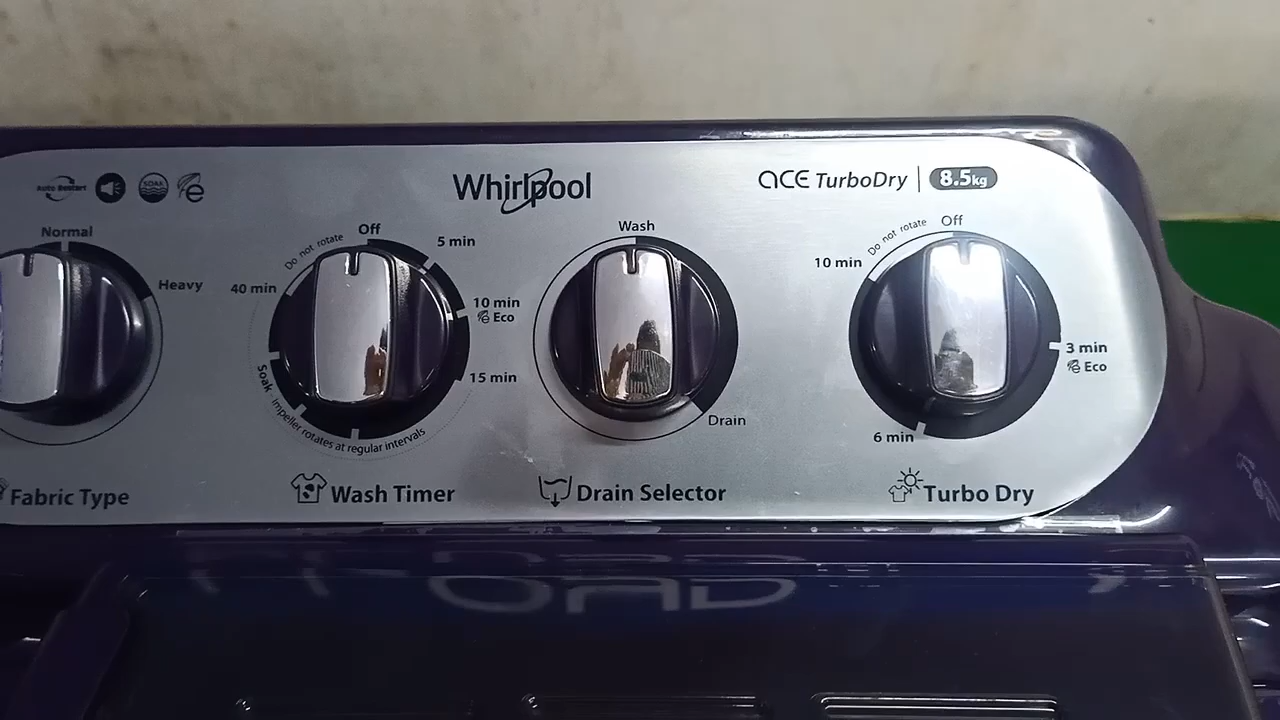 Auto Restart SOAK e
Whirlpool
ACE TurboDry | 8.5kg
Normal
Heavy
Fabric Type
Do not rotate
Off
5 min
10 min
Eco
15 min
40 min
Soak
impeller rotates at regular intervals
Wash Timer
Wash
Drain
Drain Selector
Do not rotate
Off
10 min
3 min
Eco
6 min
Turbo Dry